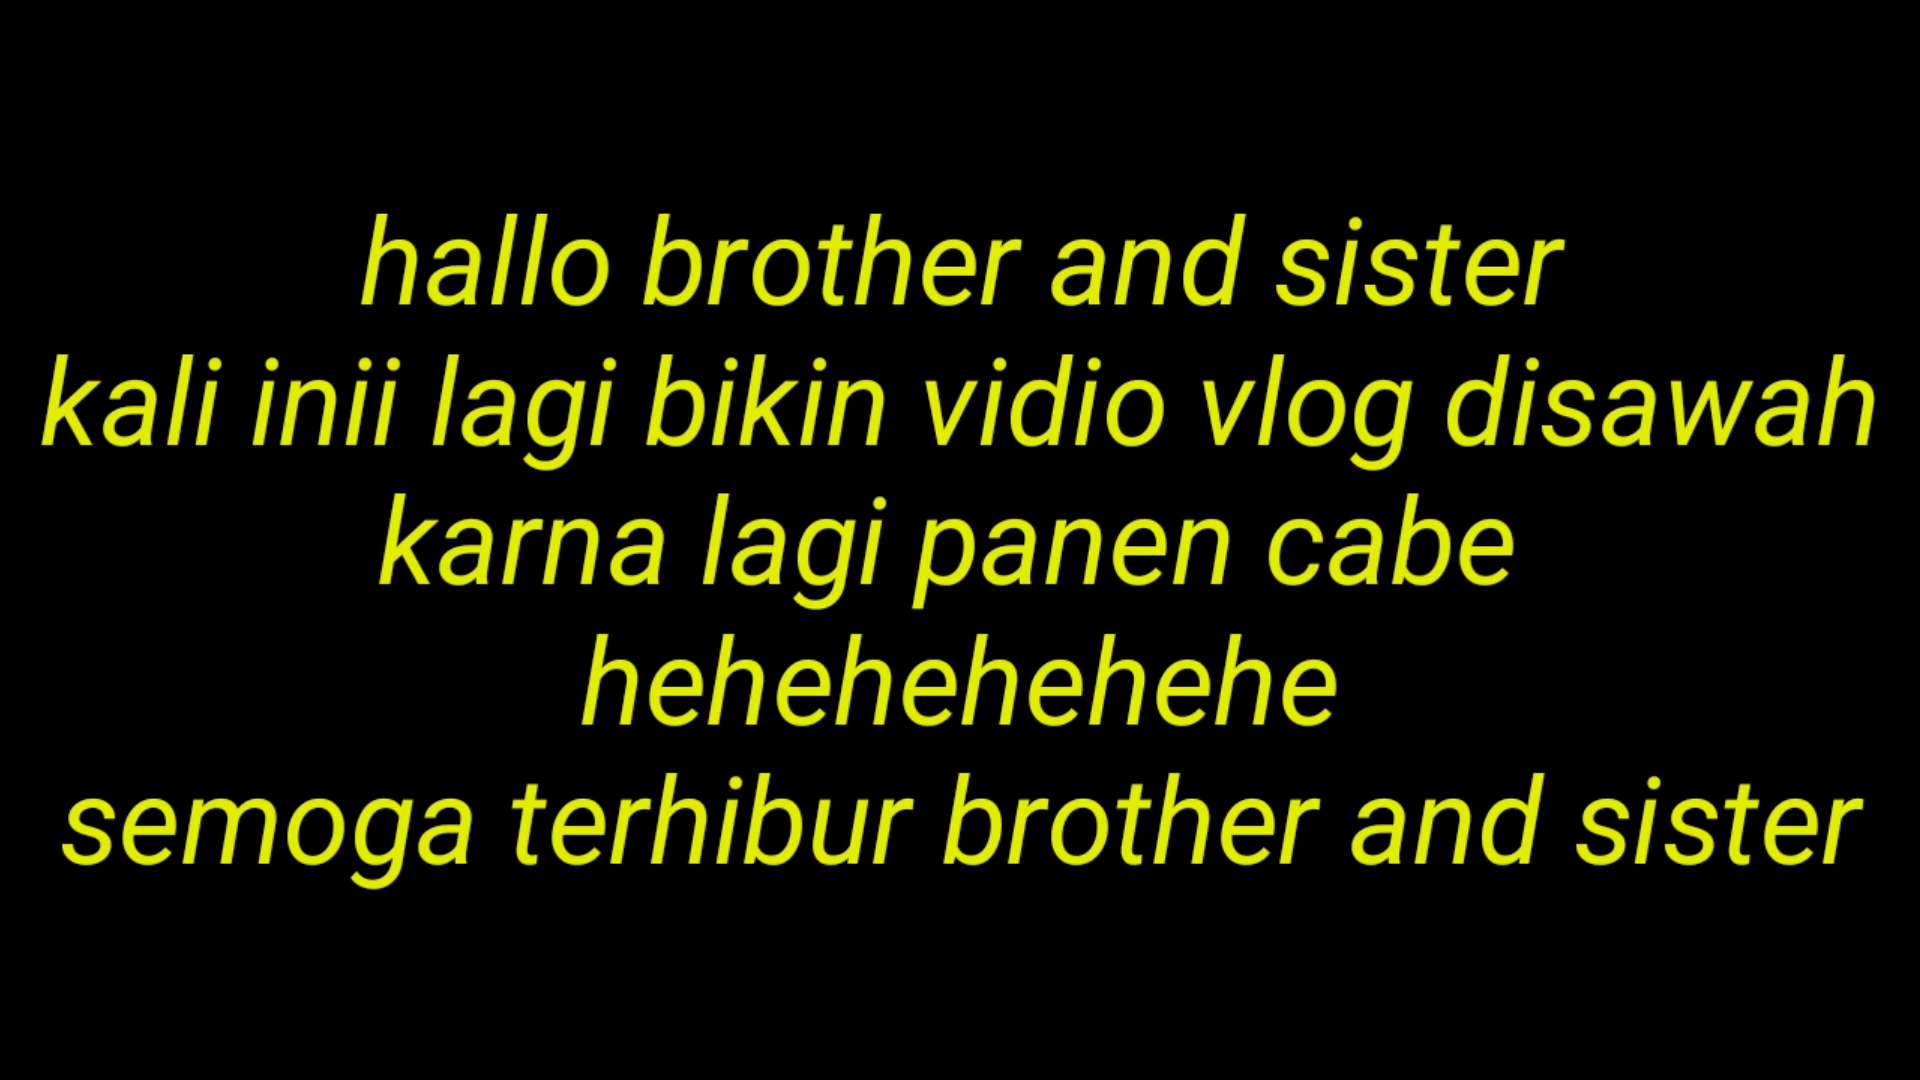 hallo brother and sister
kali inii lagi bikin vidio vlog disawah
karna lagi panen cabe
hehehehehehe
semoga terhibur brother and sister